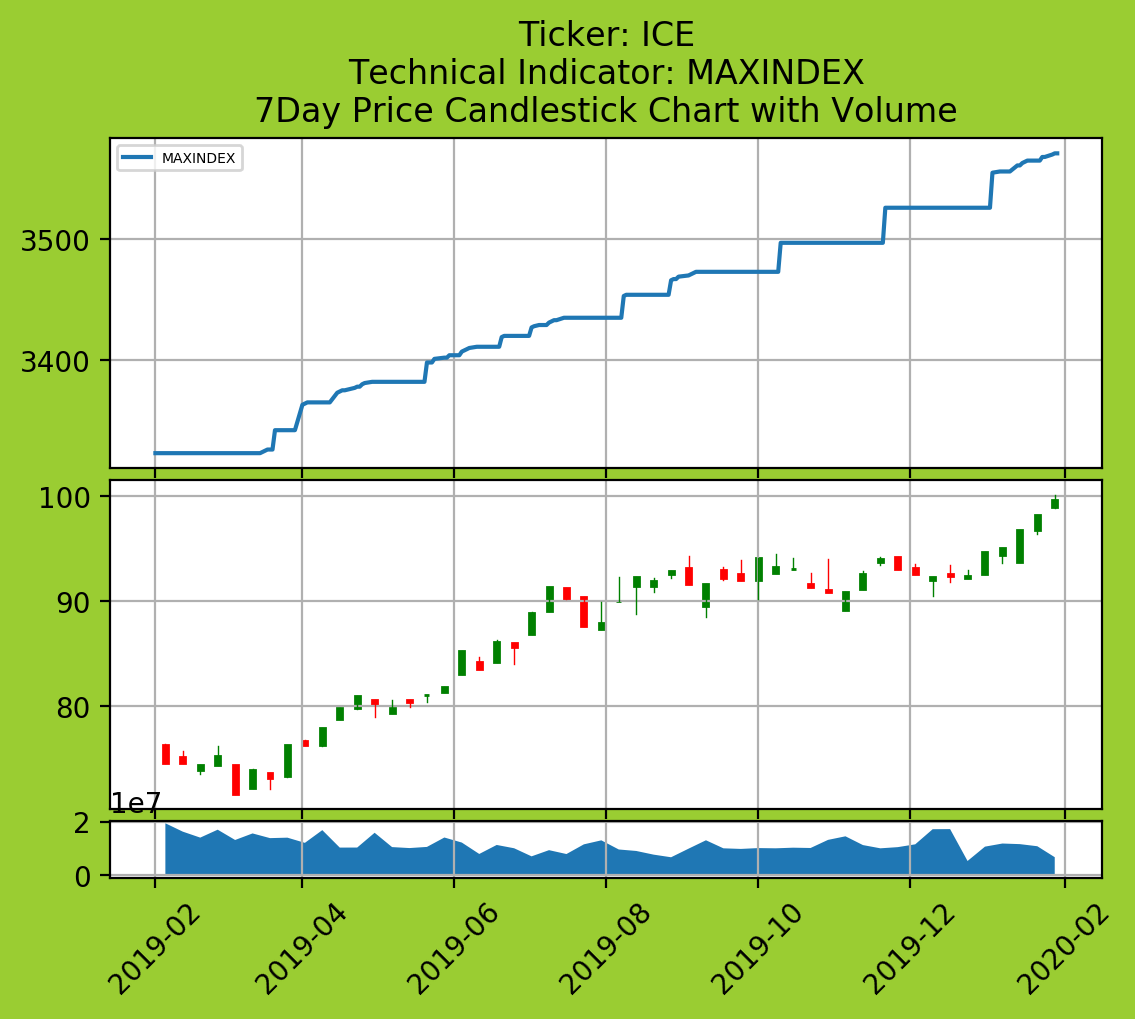 Ticker: ICE
Technical Indicator: MAXINDEX
7Day Price Candlestick Chart with Volume
MAXINDEX
3500
3400
100
90
80
1e7
2
0
2019-02
2019-04
2019-06
2019-08
2019-10
2019-12
2020-02